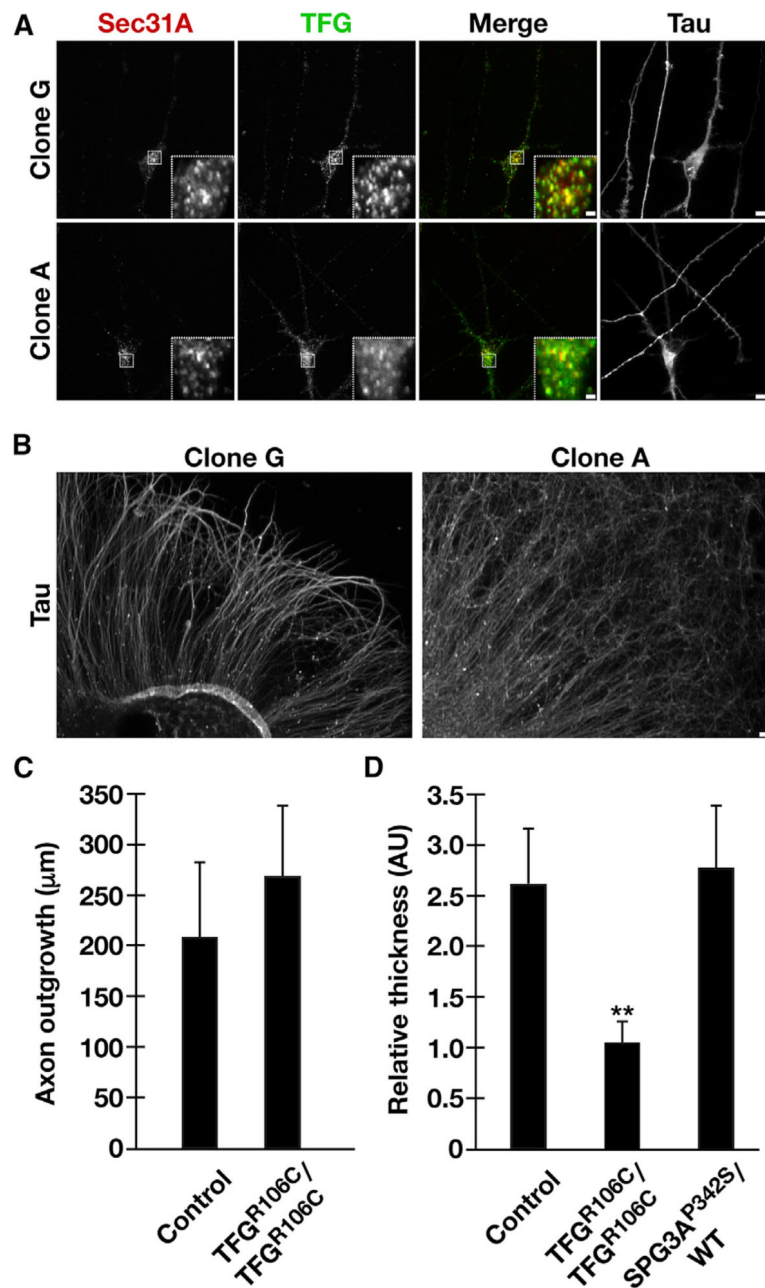 A
Sec31A TFG Merge Tau
Clone G
Clone A
B
Clone G Clone A
Tau
C
350
300
250
200
150
100
50
0
Axon outgrowth (μm)
Control
TFGR106C/
TFGR106C
D
3.5
3.0
2.5
2.0
1.5
1.0
0.5
0
Relative thickness (AU)
**
Control
TFGR106C/
TFGR106C
SPG3AP342S/
WT